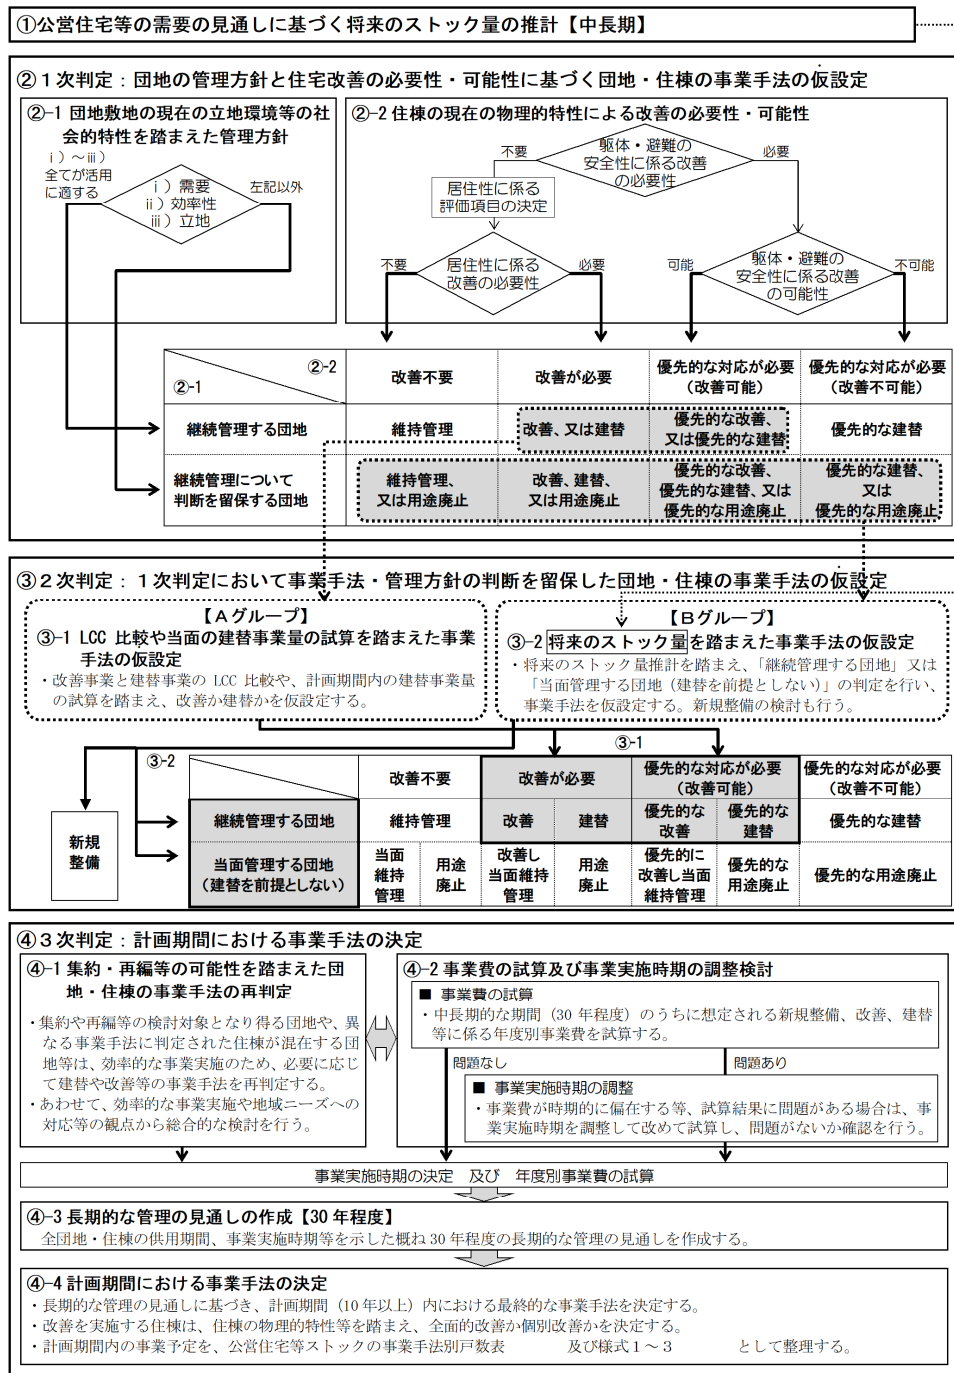 ①公営住宅等の需要の見通しに基づく将来のストック量の推計【中長期】
②１次判定：団地の管理方針と住宅改善の必要性・可能性に基づく団地・住棟の事業手法の仮設定
②-1 団地敷地の現在の立地環境等の社
会的特性を踏まえた管理方針
ⅰ）～ⅲ）
全てが活用
に適する
ⅰ）需要
ⅱ）効率性
ⅲ）立地
左記以外
②-2 住棟の現在の物理的特性による改善の必要性・可能性
不要
躯体・避難の
安全性に係る改善
の必要性
必要
居住性に係る
評価項目の決定
不要
居住性に係る
改善の必要性
必要
可能
躯体・避難の
安全性に係る改善
の可能性
不可能
②-2
②-1
改善不要
改善が必要
優先的な対応が必要
（改善可能）
優先的な対応が必要
（改善不可能）
継続管理する団地
維持管理
改善、又は建替
優先的な改善、
又は優先的な建替
優先的な建替
継続管理について
判断を留保する団地
維持管理、
又は用途廃止
改善、建替、
又は用途廃止
優先的な改善、
優先的な建替、又は
優先的な用途廃止
優先的な建替、
又は
優先的な用途廃止
③２次判定：１次判定において事業手法・管理方針の判断を留保した団地・住棟の事業手法の仮設定
【Ａグループ】
③-1 LCC 比較や当面の建替事業量の試算を踏まえた事業
手法の仮設定
・改善事業と建替事業の LCC 比較や、計画期間内の建替事業量
の試算を踏まえ、改善か建替かを仮設定する。
【Ｂグループ】
③-2 将来のストック量を踏まえた事業手法の仮設定
・将来のストック量推計を踏まえ、「継続管理する団地」又は
「当面管理する団地（建替を前提としない）」の判定を行い、
事業手法を仮設定する。新規整備の検討も行う。
③-1
③-2
新規
整備
改善不要
改善が必要
優先的な対応が必要
（改善可能）
優先的な対応が必要
（改善不可能）
継続管理する団地
維持管理
改善
建替
優先的な
改善
優先的な
建替
優先的な建替
当面管理する団地
（建替を前提としない）
当面
維持
管理
用途
廃止
改善し
当面維持
管理
用途
廃止
優先的に
改善し当面
維持管理
優先的な
用途廃止
優先的な用途廃止
④３次判定：計画期間における事業手法の決定
④-1 集約・再編等の可能性を踏まえた団
地・住棟の事業手法の再判定
・集約や再編等の検討対象となり得る団地や、異
なる事業手法に判定された住棟が混在する団
地等は、効率的な事業実施のため、必要に応じ
て建替や改善等の事業手法を再判定する。
・あわせて、効率的な事業実施や地域ニーズへの
対応等の観点から総合的な検討を行う。
④-2 事業費の試算及び事業実施時期の調整検討
■ 事業費の試算
・中長期的な期間（30 年程度）のうちに想定される新規整備、改善、建替
等に係る年度別事業費を試算する。
問題なし
問題あり
■ 事業実施時期の調整
・事業費が時期的に偏在する等、試算結果に問題がある場合は、事
業実施時期を調整して改めて試算し、問題がないか確認を行う。
事業実施時期の決定　及び　年度別事業費の試算
④-3 長期的な管理の見通しの作成【30 年程度】
全団地・住棟の供用期間、事業実施時期等を示した概ね 30 年程度の長期的な管理の見通しを作成する。
④-4 計画期間における事業手法の決定
・長期的な管理の見通しに基づき、計画期間（10 年以上）内における最終的な事業手法を決定する。
・改善を実施する住棟は、住棟の物理的特性等を踏まえ、全面的改善か個別改善かを決定する。
・計画期間内の事業予定を、公営住宅等ストックの事業手法別戸数表　　　　及び様式１～３　　　　として整理する。